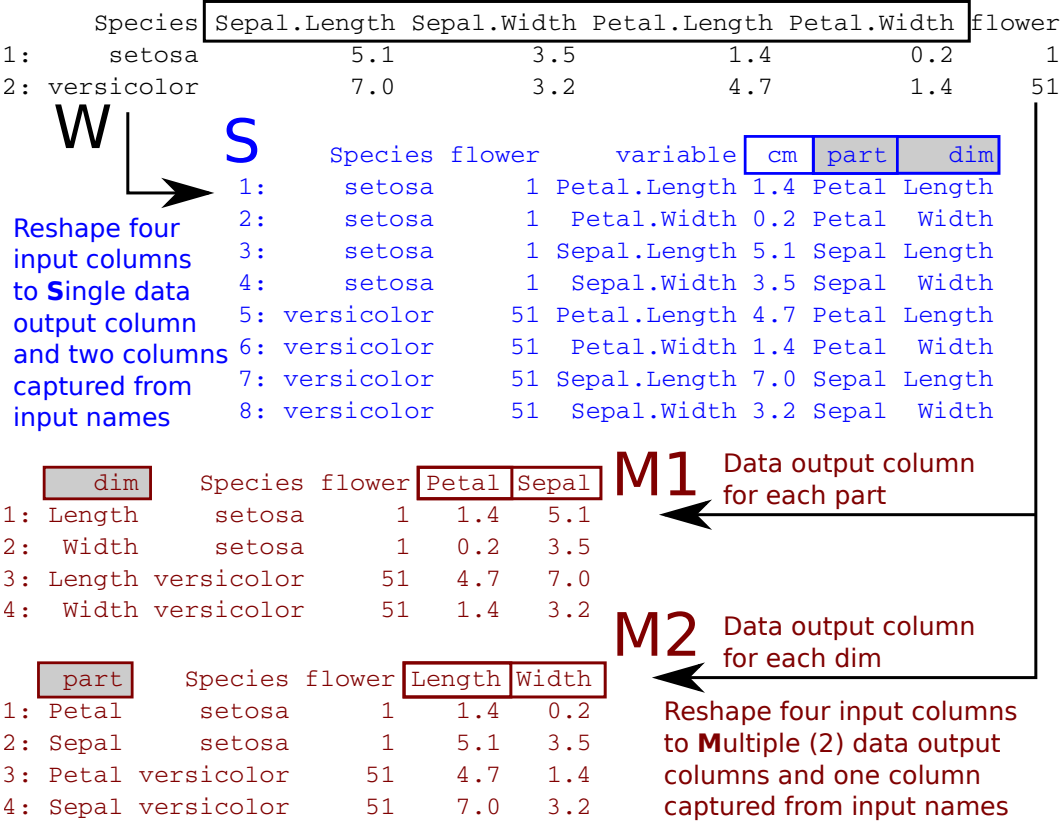 Species Sepal.Length Sepal.Width Petal.Length Petal.Width flower
1: setosa 5.1 3.5 1.4 0.2 1
2: versicolor 7.0 3.2 4.7 1.4 51
W
S
Species flower variable cm part dim
1: setosa 1 Petal.Length 1.4 Petal Length
2: setosa 1 Petal.Width 0.2 Petal Width
3: setosa 1 Sepal.Length 5.1 Sepal Length
4: setosa 1 Sepal.Width 3.5 Sepal Width
5: versicolor 51 Petal.Length 4.7 Petal Length
6: versicolor 51 Petal.Width 1.4 Petal Width
7: versicolor 51 Sepal.Length 7.0 Sepal Length
8: versicolor 51 Sepal.Width 3.2 Sepal Width
Reshape four
input columns
to Single data
output column
and two columns
captured from
input names
M1
Data output column
for each part
dim Species flower Petal Sepal
1: Length setosa 1 1.4 5.1
2: Width setosa 1 0.2 3.5
3: Length versicolor 51 4.7 7.0
4: Width versicolor 51 1.4 3.2
M2
Data output column
for each dim
part Species flower Length Width
1: Petal setosa 1 1.4 0.2
2: Sepal setosa 1 5.1 3.5
3: Petal versicolor 51 4.7 1.4
4: Sepal versicolor 51 7.0 3.2
Reshape four input columns
to Multiple (2) data output
columns and one column
captured from input names